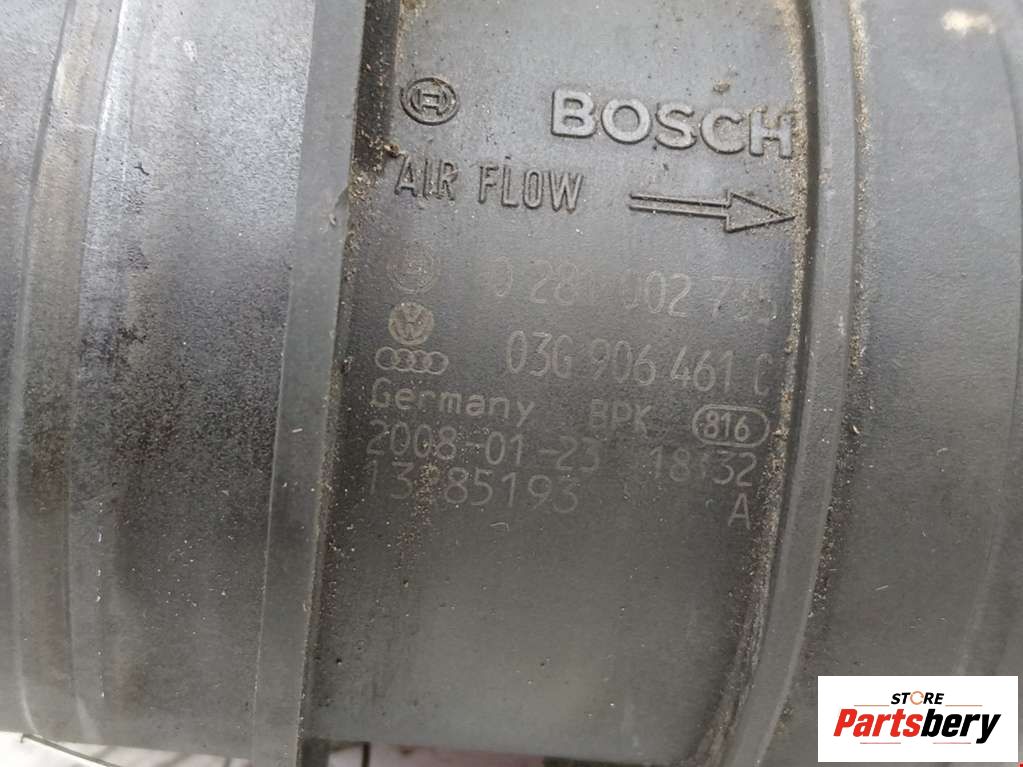 BOSCH
AIR FLOW
03G 906 461 C
Germany BPK 816
2008-01-23
A
STORE
Partsbery